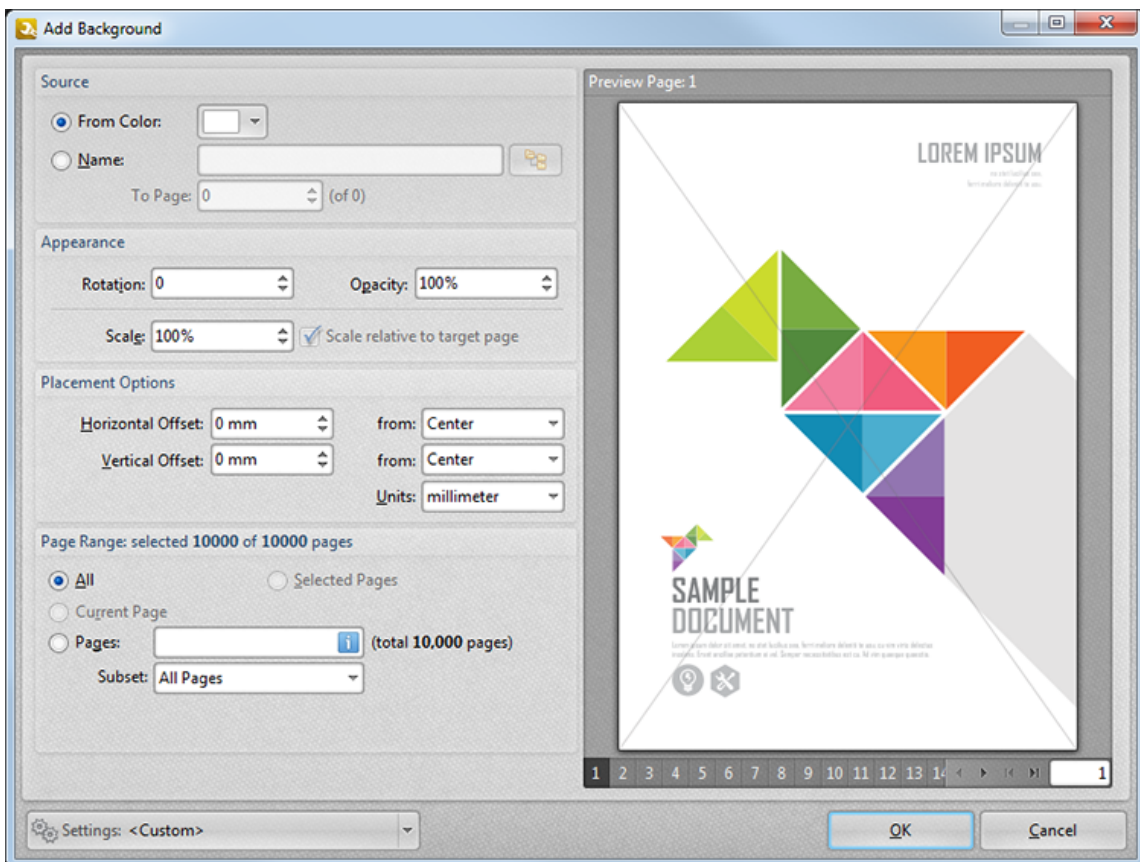 Add Background
Source
From Color:
Name:
To Page: 0 (of 0)
Appearance
Rotation: 0 Opacity: 100%
Scale: 100% Scale relative to target page
Placement Options
Horizontal Offset: 0 mm from: Center
Vertical Offset: 0 mm from: Center
Units: millimeter
Page Range: selected 10000 of 10000 pages
All Selected Pages
Current Page
Pages: i (total 10,000 pages)
Subset: All Pages
Settings: <Custom>
Preview Page: 1
LOREM IPSUM
SAMPLE
DOCUMENT
1 2 3 4 5 6 7 8 9 10 11 12 13 1
OK Cancel